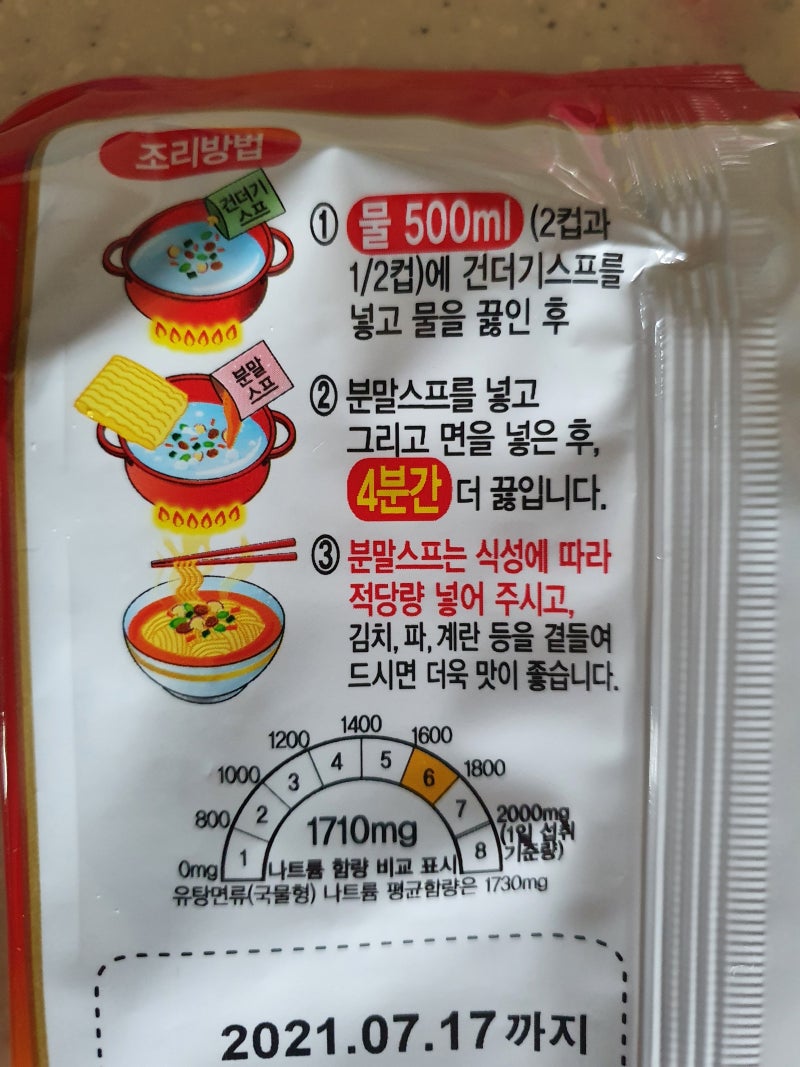 조리방법
건더기
스프
① 물 500ml (2컵과
1/2컵)에 건더기스프를
넣고 물을 끓인 후
분말
스프
② 분말스프를 넣고
그리고 면을 넣은 후,
4분간 더 끓입니다.
③ 분말스프는 식성에 따라
적당량 넣어 주시고,
김치, 파, 계란 등을 곁들여
드시면 더욱 맛이 좋습니다.
0mg 800 1000 1200 1400 1600 1800 2000mg
(1일 섭취
기준량)
1 2 3 4 5 6 7 8
1710mg
나트륨 함량 비교 표시
유탕면류(국물형) 나트륨 평균함량은 1730mg
2021.07.17까지